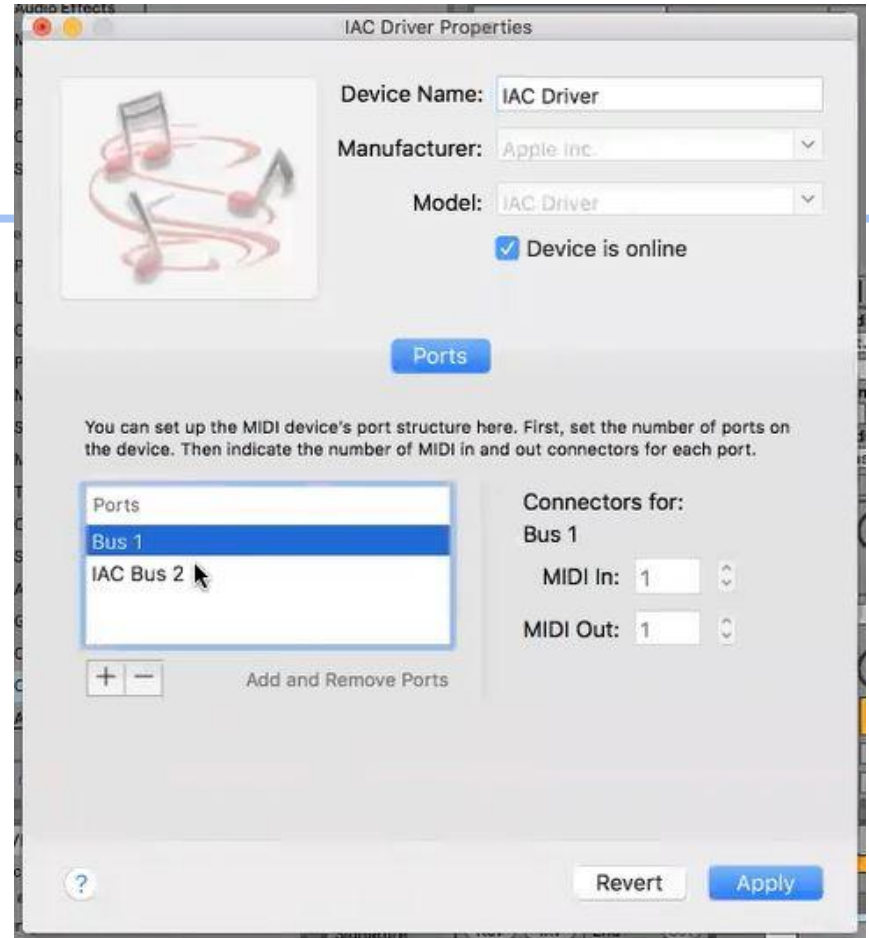 Audio Effects
IAC Driver Properties
Device Name: IAC Driver
Manufacturer: Apple Inc.
Model: IAC Driver
Device is online
Ports
You can set up the MIDI device's port structure here. First, set the number of ports on
the device. Then indicate the number of MIDI in and out connectors for each port.
Ports
Bus 1
IAC Bus 2
Connectors for:
Bus 1
MIDI In: 1
MIDI Out: 1
+ −
Add and Remove Ports
?
Revert
Apply